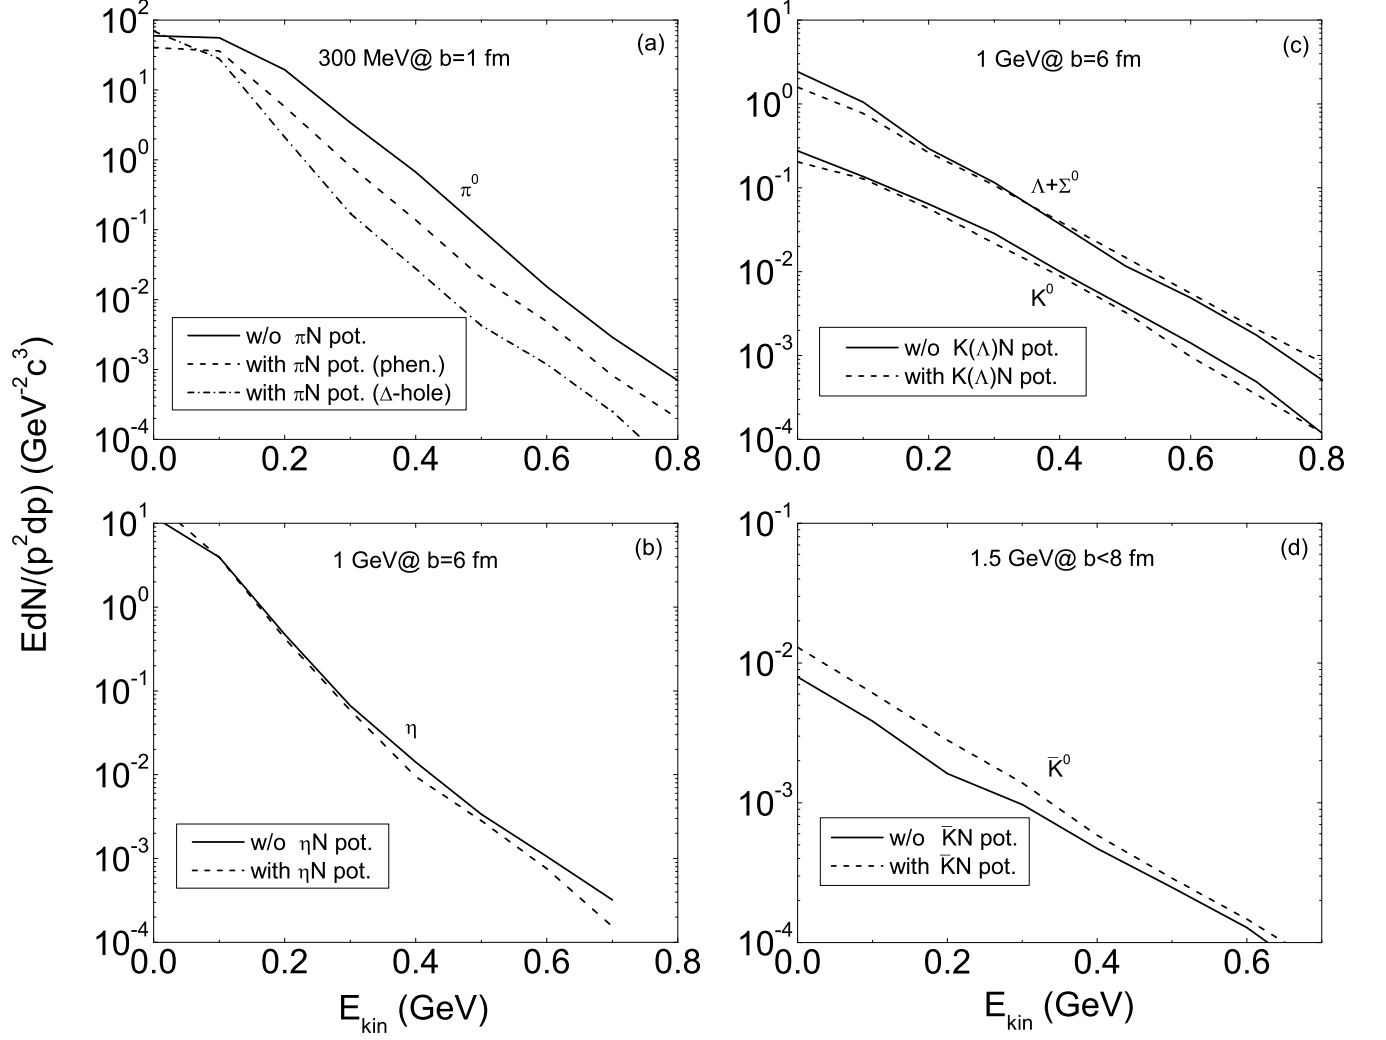 EdN/(p²dp) (GeV⁻²c³)
(a)
300 MeV@ b=1 fm
10²
10¹
10⁰
10⁻¹
10⁻²
10⁻³
10⁻⁴
π⁰
w/o πN pot.
with πN pot. (phen.)
with πN pot. (Δ-hole)
0.0 0.2 0.4 0.6 0.8
(c)
1 GeV@ b=6 fm
10¹
10⁰
10⁻¹
10⁻²
10⁻³
10⁻⁴
Λ+Σ⁰
K⁰
w/o K(Λ)N pot.
with K(Λ)N pot.
0.0 0.2 0.4 0.6 0.8
(b)
1 GeV@ b=6 fm
10¹
10⁰
10⁻¹
10⁻²
10⁻³
10⁻⁴
η
w/o ηN pot.
with ηN pot.
0.0 0.2 0.4 0.6 0.8
E_kin (GeV)
(d)
1.5 GeV@ b<8 fm
10⁻¹
10⁻²
10⁻³
10⁻⁴
K̅⁰
w/o K̅N pot.
with K̅N pot.
0.0 0.2 0.4 0.6
E_kin (GeV)